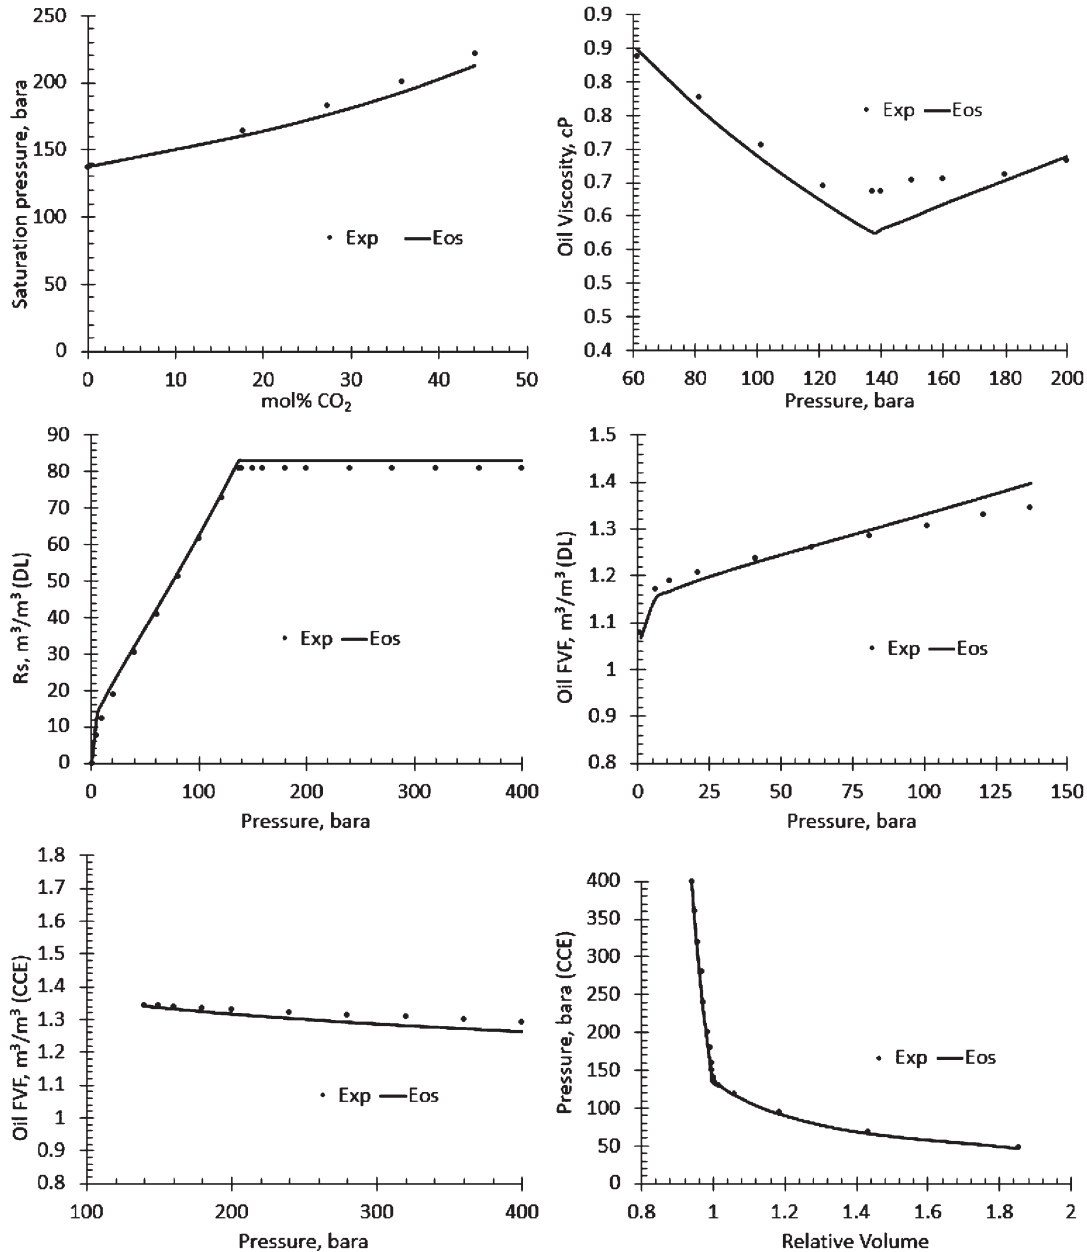 Saturation pressure, bara
250
200
150
100
50
0
0 10 20 30 40 50
mol% CO₂
Exp Eos
Oil Viscosity, cP
0.9
0.9
0.8
0.8
0.7
0.7
0.6
0.6
0.5
0.5
0.4
60 80 100 120 140 160 180 200
Pressure, bara
Exp Eos
Rs, m³/m³ (DL)
90
80
70
60
50
40
30
20
10
0
0 100 200 300 400
Pressure, bara
Exp Eos
Oil FVF, m³/m³ (DL)
1.5
1.4
1.3
1.2
1.1
1
0.9
0.8
0 25 50 75 100 125 150
Pressure, bara
Exp Eos
Oil FVF, m³/m³ (CCE)
1.8
1.7
1.6
1.5
1.4
1.3
1.2
1.1
1
0.9
0.8
100 200 300 400
Pressure, bara
Exp Eos
Pressure, bara (CCE)
400
350
300
250
200
150
100
50
0
0.8 1 1.2 1.4 1.6 1.8 2
Relative Volume
Exp Eos